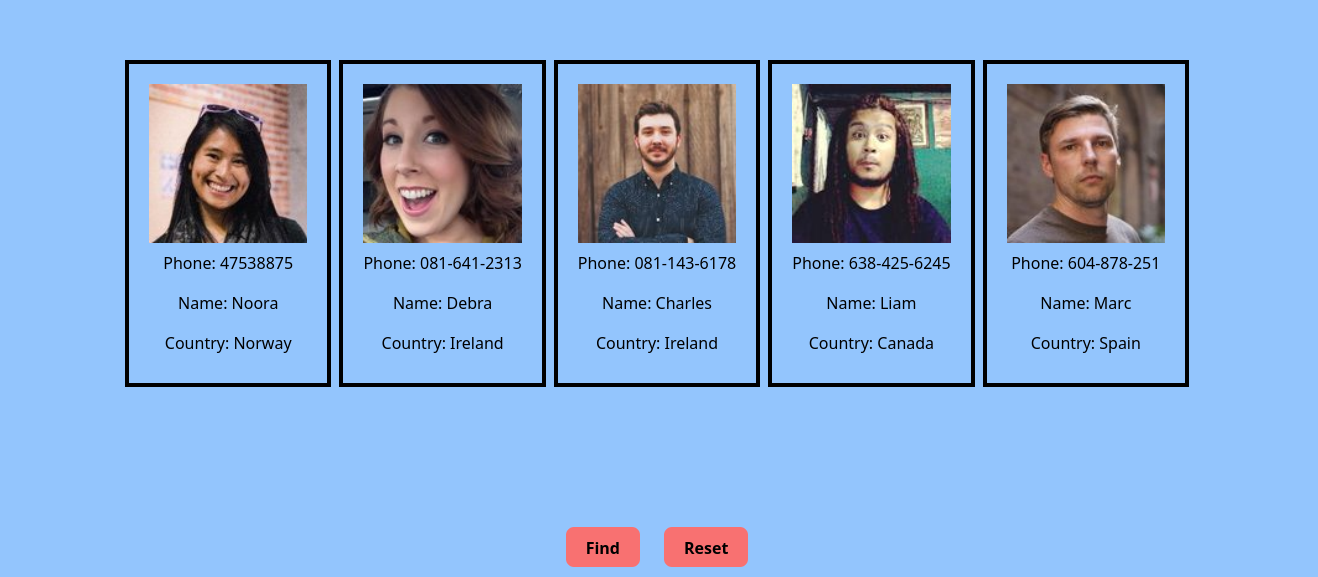 Phone: 47538875
Name: Noora
Country: Norway
Phone: 081-641-2313
Name: Debra
Country: Ireland
Phone: 081-143-6178
Name: Charles
Country: Ireland
Phone: 638-425-6245
Name: Liam
Country: Canada
Phone: 604-878-251
Name: Marc
Country: Spain
Find
Reset